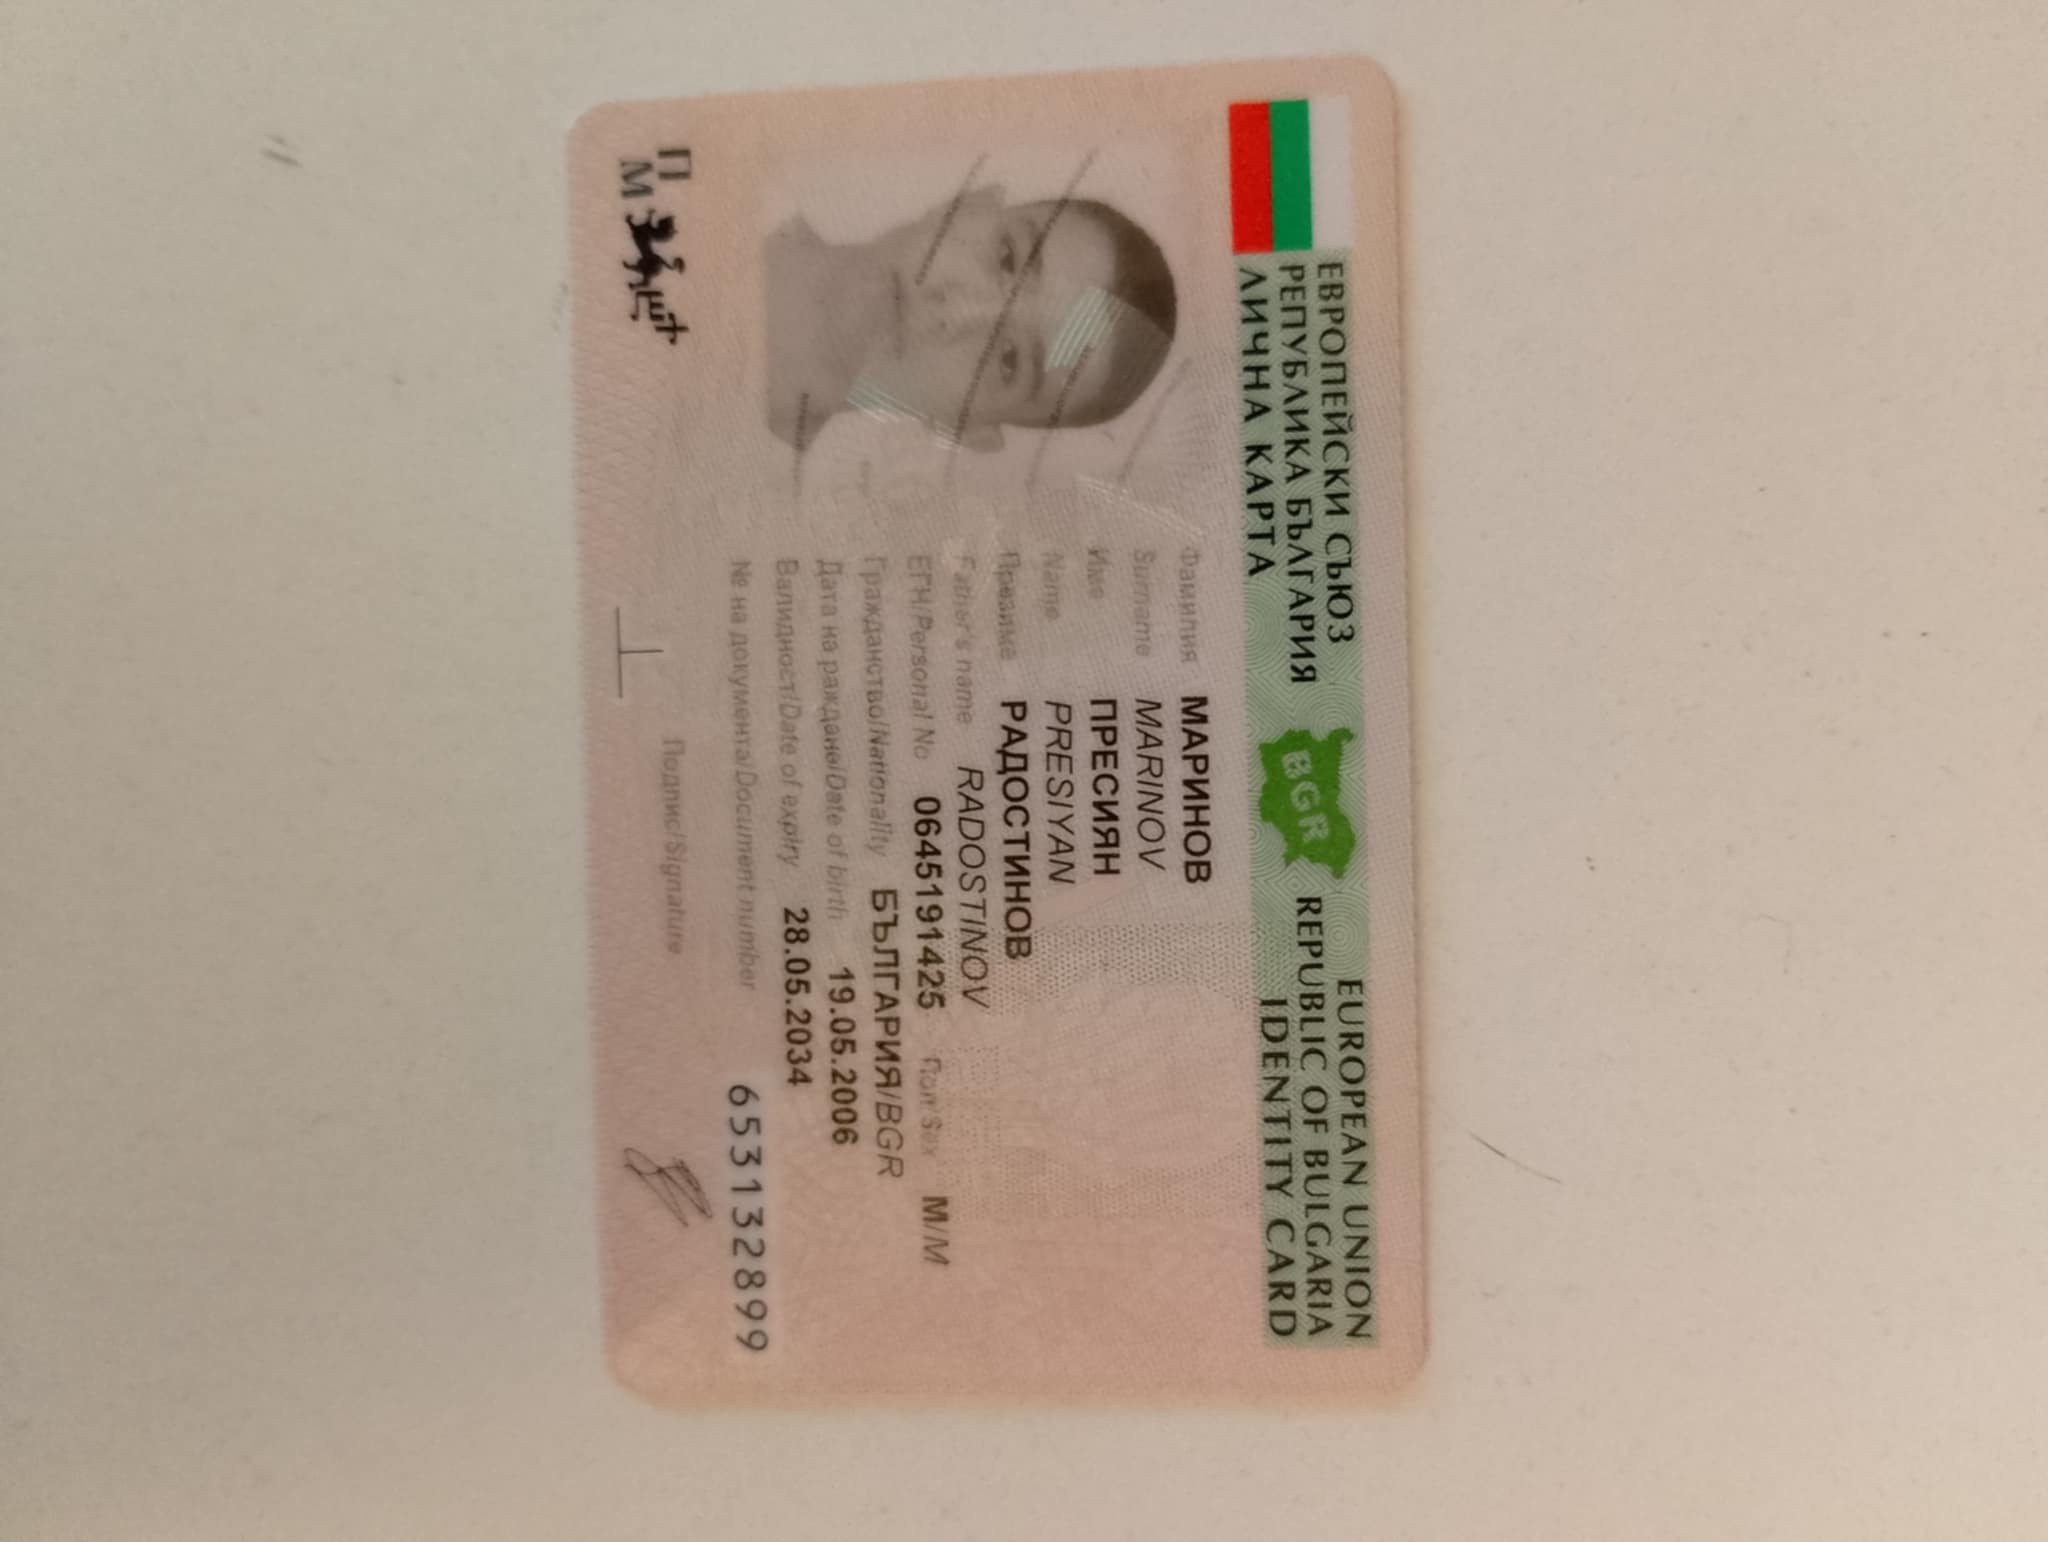 ЕВРОПЕЙСКИ СЪЮЗ
РЕПУБЛИКА БЪЛГАРИЯ
ЛИЧНА КАРТА
BGR
EUROPEAN UNION
REPUBLIC OF BULGARIA
IDENTITY CARD
Фамилия МАРИНОВ
Surname MARINOV
Име ПРЕСИЯН
Name PRESIYAN
Презиме РАДОСТИНОВ
Father's name RADOSTINOV
ЕГН/Personal No 0645191425 Пол/Sex М/M
Гражданство/Nationality БЪЛГАРИЯ/BGR
Дата на раждане/Date of birth 19.05.2006
Валидност/Date of expiry 28.05.2034
№ на документа/Document number 653132899
Подпис/Signature
П
М